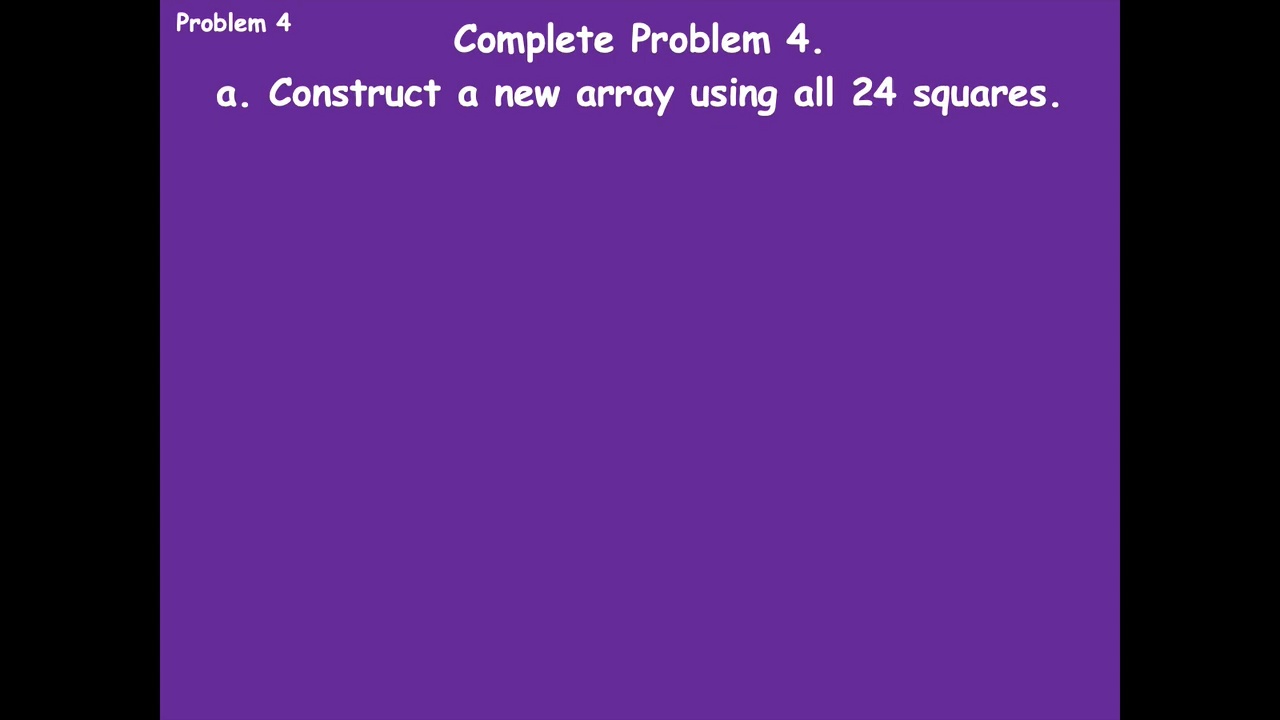 Problem 4
Complete Problem 4.
a. Construct a new array using all 24 squares.